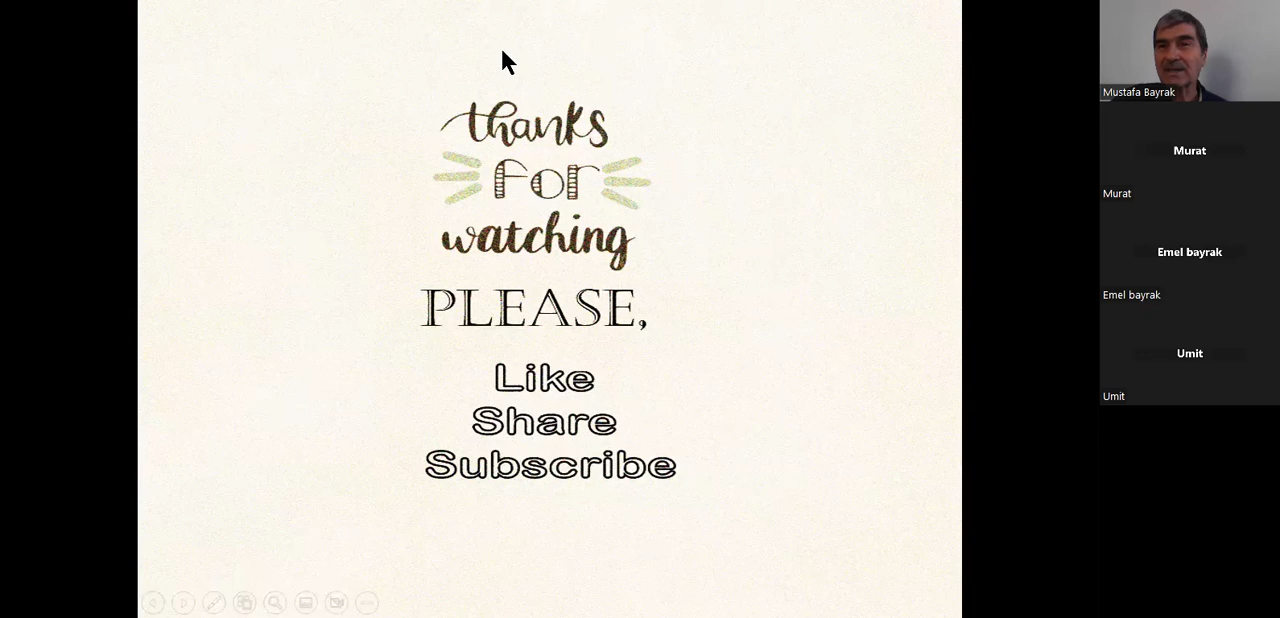 thanks
for
watching
PLEASE,
Like
Share
Subscribe
Mustafa Bayrak
Murat
Murat
Emel bayrak
Emel bayrak
Umit
Umit